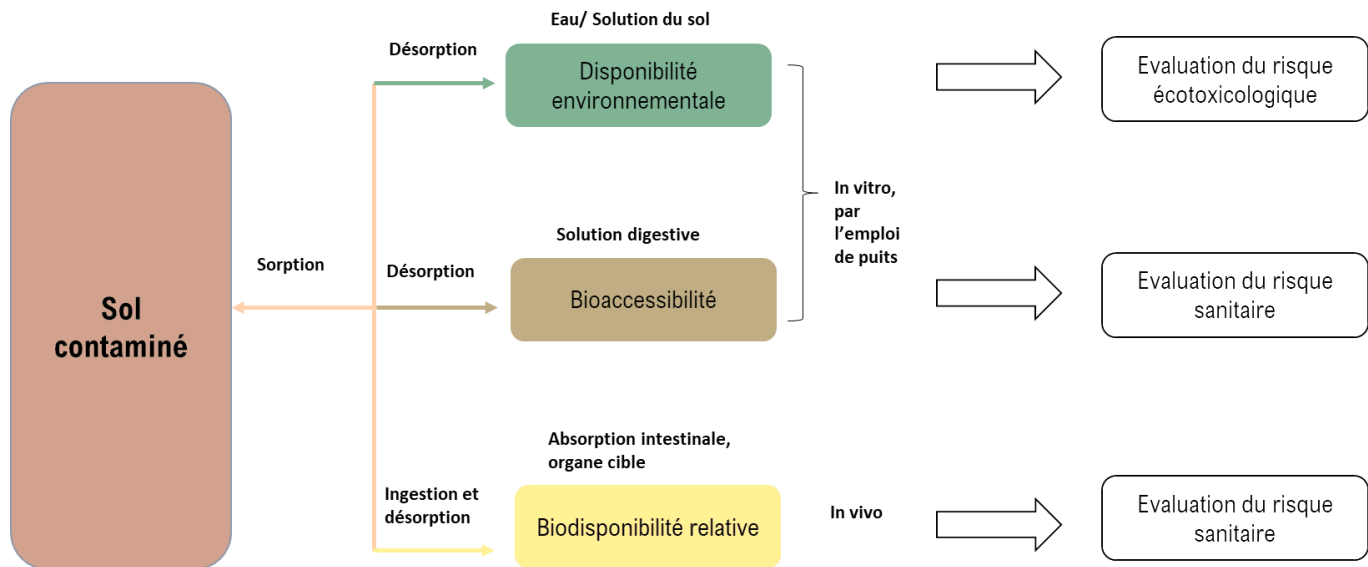 Eau/ Solution du sol
Désorption
Disponibilité
environnementale
Evaluation du risque
écotoxicologique
In vitro,
par
l’emploi
de puits
Solution digestive
Sorption
Désorption
Bioaccessibilité
Evaluation du risque
sanitaire
Sol
contaminé
Absorption intestinale,
organe cible
Ingestion et
désorption
Biodisponibilité relative
In vivo
Evaluation du risque
sanitaire